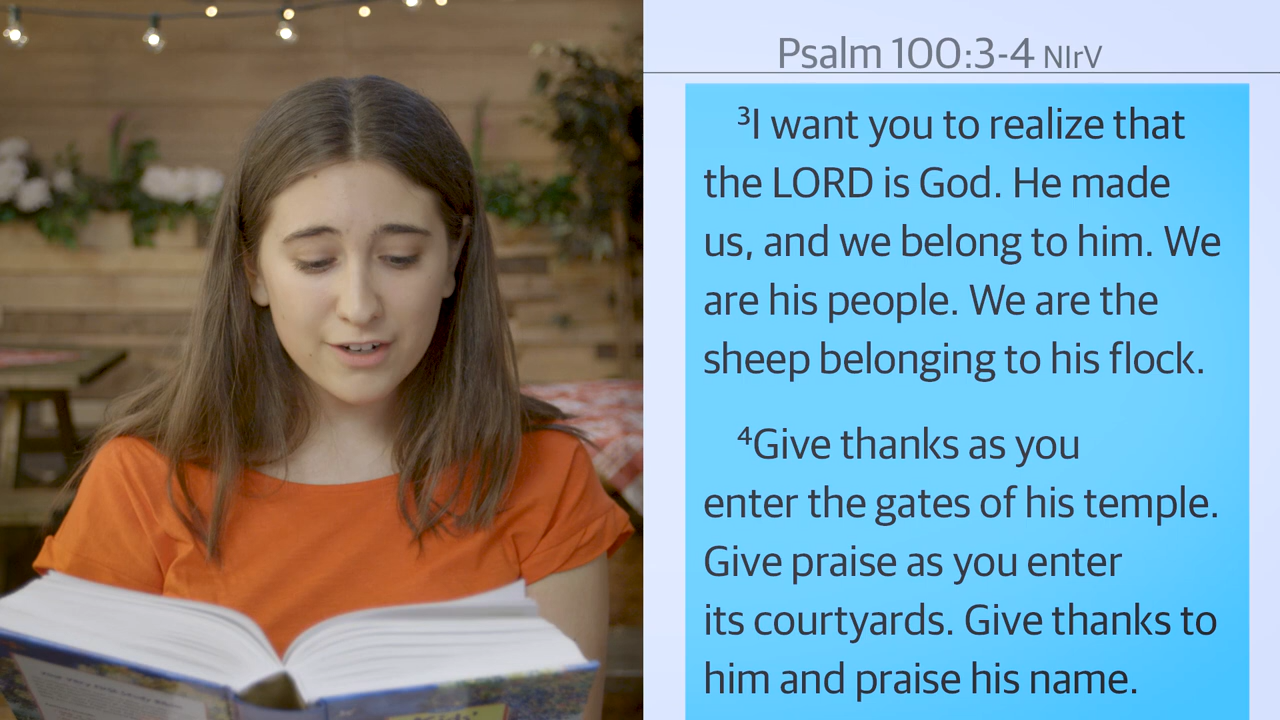 Psalm 100:3-4 NIrV
³I want you to realize that
the LORD is God. He made
us, and we belong to him. We
are his people. We are the
sheep belonging to his flock.
⁴Give thanks as you
enter the gates of his temple.
Give praise as you enter
its courtyards. Give thanks to
him and praise his name.